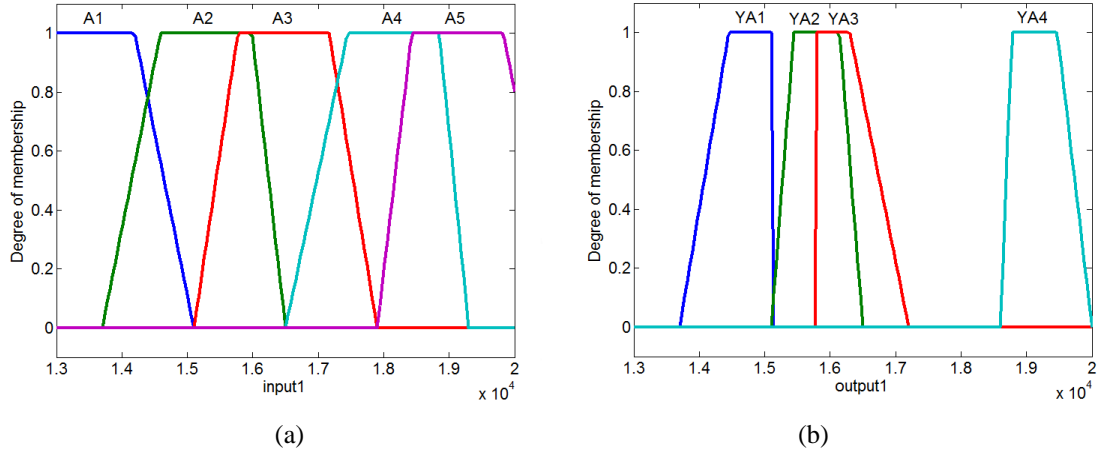 A1 A2 A3 A4 A5
1
0.8
0.6
0.4
0.2
0
Degree of membership
1.3 1.4 1.5 1.6 1.7 1.8 1.9 2
input1
x 10^4
(a)
YA1 YA2 YA3 YA4
1
0.8
0.6
0.4
0.2
0
Degree of membership
1.3 1.4 1.5 1.6 1.7 1.8 1.9 2
output1
x 10^4
(b)